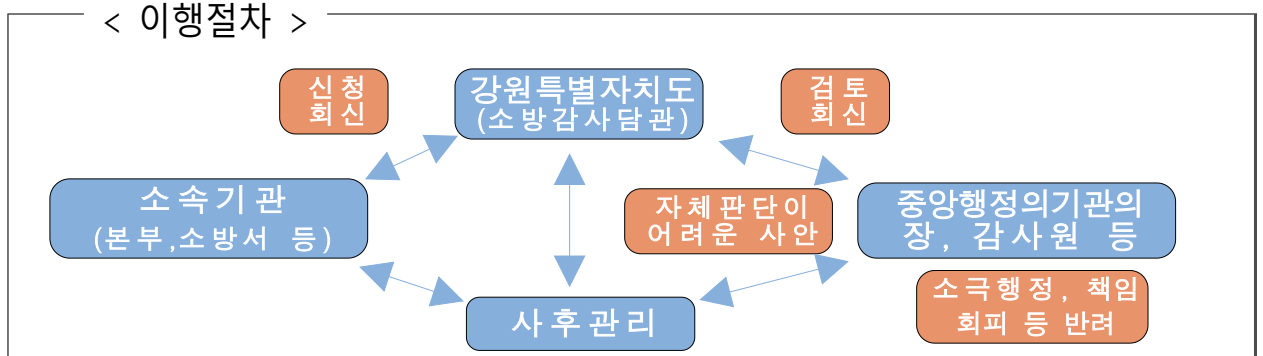 < 이행절차 >
신청
회신
강원특별자치도
(소방감사담관)
검토
회신
소속기관
(본부,소방서 등)
자체판단이
어려운 사안
중앙행정의기관의
장, 감사원 등
사후관리
소극행정, 책임
회피 등 반려